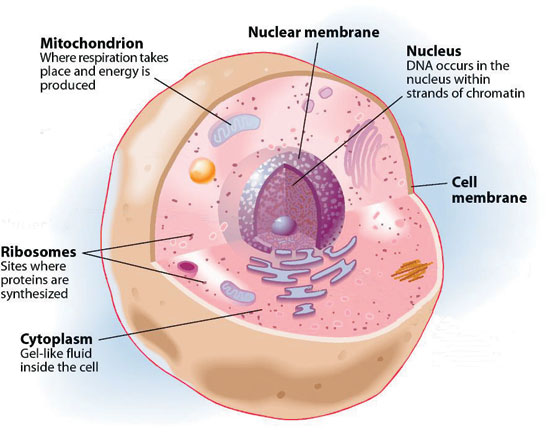 Mitochondrion
Where respiration takes
place and energy is
produced
Nuclear membrane
Nucleus
DNA occurs in the
nucleus within
strands of chromatin
Cell
membrane
Ribosomes
Sites where
proteins are
synthesized
Cytoplasm
Gel-like fluid
inside the cell